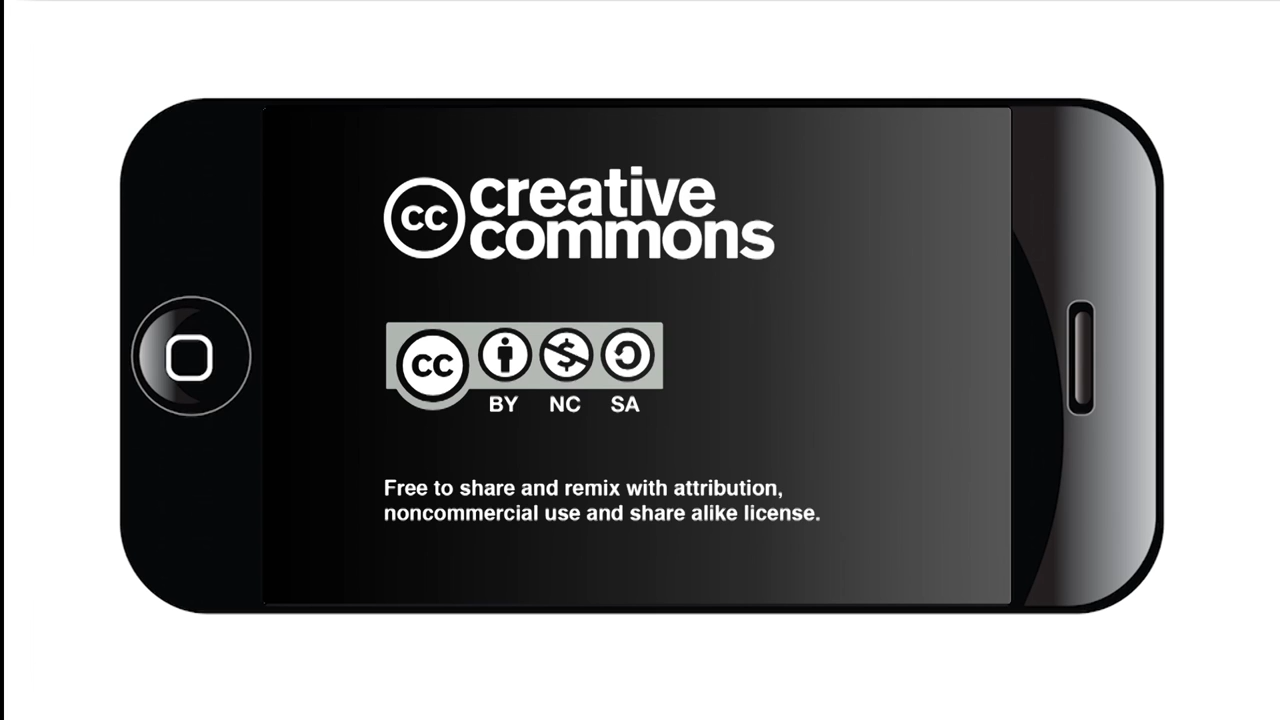 cc creative
commons
cc
BY NC SA
Free to share and remix with attribution,
noncommercial use and share alike license.